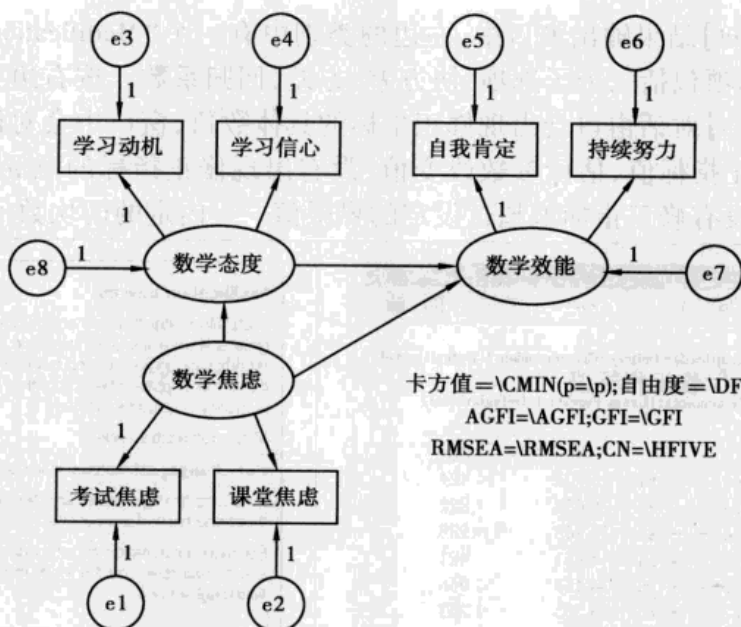 e3 e4 e5 e6
1 1 1 1
学习动机 学习信心 自我肯定 持续努力
1 1
1 1
e8 数学态度 数学效能 e7
数学焦虑
卡方值=\CMIN(p=\p);自由度=\DF
AGFI=\AGFI;GFI=\GFI
RMSEA=\RMSEA;CN=\HFIVE
1
考试焦虑 课堂焦虑
1 1
e1 e2